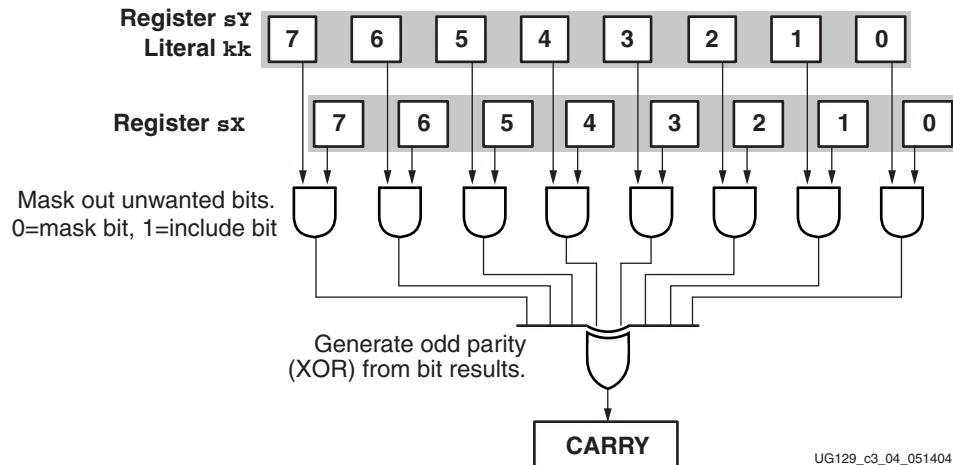 Register sY
Literal kk
7 6 5 4 3 2 1 0
Register sX
7 6 5 4 3 2 1 0
Mask out unwanted bits.
0=mask bit, 1=include bit
Generate odd parity
(XOR) from bit results.
CARRY
UG129_c3_04_051404